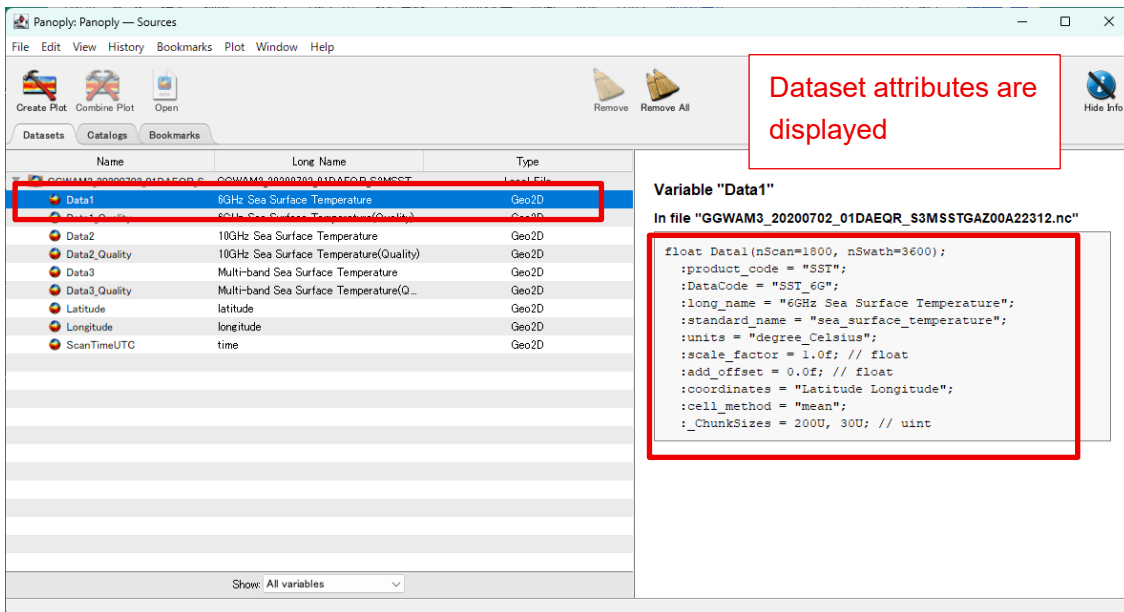 Panoply: Panoply — Sources
File Edit View History Bookmarks Plot Window Help
Create Plot Combine Plot Open Remove Remove All Hide Info
Dataset attributes are
displayed
Datasets Catalogs Bookmarks
Name Long Name Type
Data1 6GHz Sea Surface Temperature Geo2D
Data1_Quality 6GHz Sea Surface Temperature(Quality) Geo2D
Data2 10GHz Sea Surface Temperature Geo2D
Data2_Quality 10GHz Sea Surface Temperature(Quality) Geo2D
Data3 Multi-band Sea Surface Temperature Geo2D
Data3_Quality Multi-band Sea Surface Temperature(Q... Geo2D
Latitude latitude Geo2D
Longitude longitude Geo2D
ScanTimeUTC time Geo2D
Show: All variables
Variable "Data1"
In file "GGWAM3_20200702_01DAEQR_S3MSSTGAZ00A22312.nc"
float Data1(nScan=1800, nSwath=3600);
:product_code = "SST";
:DataCode = "SST_6G";
:long_name = "6GHz Sea Surface Temperature";
:standard_name = "sea_surface_temperature";
:units = "degree_Celsius";
:scale_factor = 1.0f; // float
:add_offset = 0.0f; // float
:coordinates = "Latitude Longitude";
:cell_method = "mean";
:_ChunkSizes = 200U, 30U; // uint